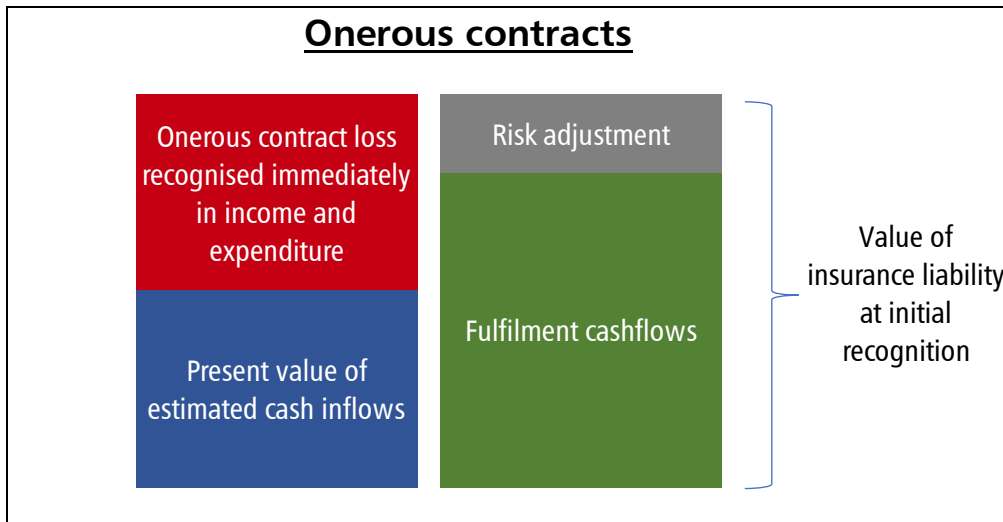 Onerous contracts
Onerous contract loss
recognised immediately
in income and
expenditure
Present value of
estimated cash inflows
Risk adjustment
Fulfilment cashflows
Value of
insurance liability
at initial
recognition